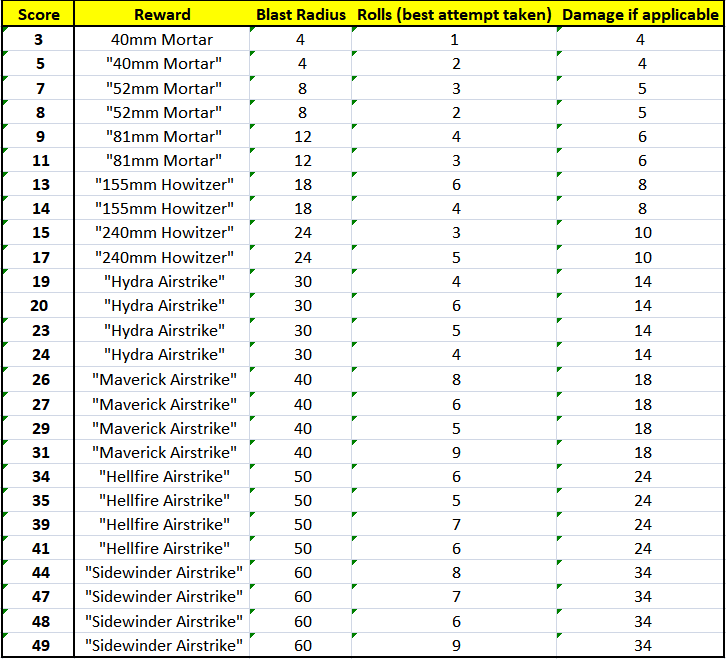 Score Reward Blast Radius Rolls (best attempt taken) Damage if applicable
3 40mm Mortar 4 1 4
5 "40mm Mortar" 4 2 4
7 "52mm Mortar" 8 3 5
8 "52mm Mortar" 8 2 5
9 "81mm Mortar" 12 4 6
11 "81mm Mortar" 12 3 6
13 "155mm Howitzer" 18 6 8
14 "155mm Howitzer" 18 4 8
15 "240mm Howitzer" 24 3 10
17 "240mm Howitzer" 24 5 10
19 "Hydra Airstrike" 30 4 14
20 "Hydra Airstrike" 30 6 14
23 "Hydra Airstrike" 30 5 14
24 "Hydra Airstrike" 30 4 14
26 "Maverick Airstrike" 40 8 18
27 "Maverick Airstrike" 40 6 18
29 "Maverick Airstrike" 40 5 18
31 "Maverick Airstrike" 40 9 18
34 "Hellfire Airstrike" 50 6 24
35 "Hellfire Airstrike" 50 5 24
39 "Hellfire Airstrike" 50 7 24
41 "Hellfire Airstrike" 50 6 24
44 "Sidewinder Airstrike" 60 8 34
47 "Sidewinder Airstrike" 60 7 34
48 "Sidewinder Airstrike" 60 6 34
49 "Sidewinder Airstrike" 60 9 34